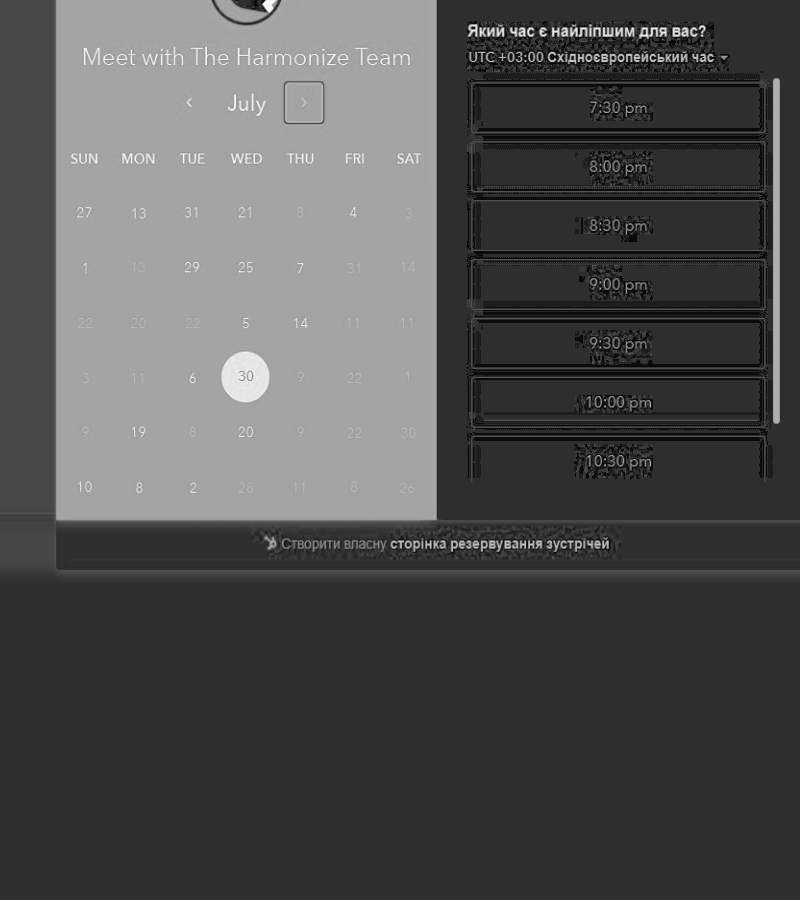 Meet with The Harmonize Team
July
SUN MON TUE WED THU FRI SAT
27 13 31 21 8 4 3
1 13 29 25 7 31 14
22 20 22 5 14 11 11
3 11 6 30 9 22 1
9 19 8 20 9 22 30
10 8 2 28 11 8 26
Який час є найліпшим для вас?
UTC +03:00 Східноєвропейський час
7:30 pm
8:00 pm
8:30 pm
9:00 pm
9:30 pm
10:00 pm
10:30 pm
Створити власну сторінка резервування зустрічей